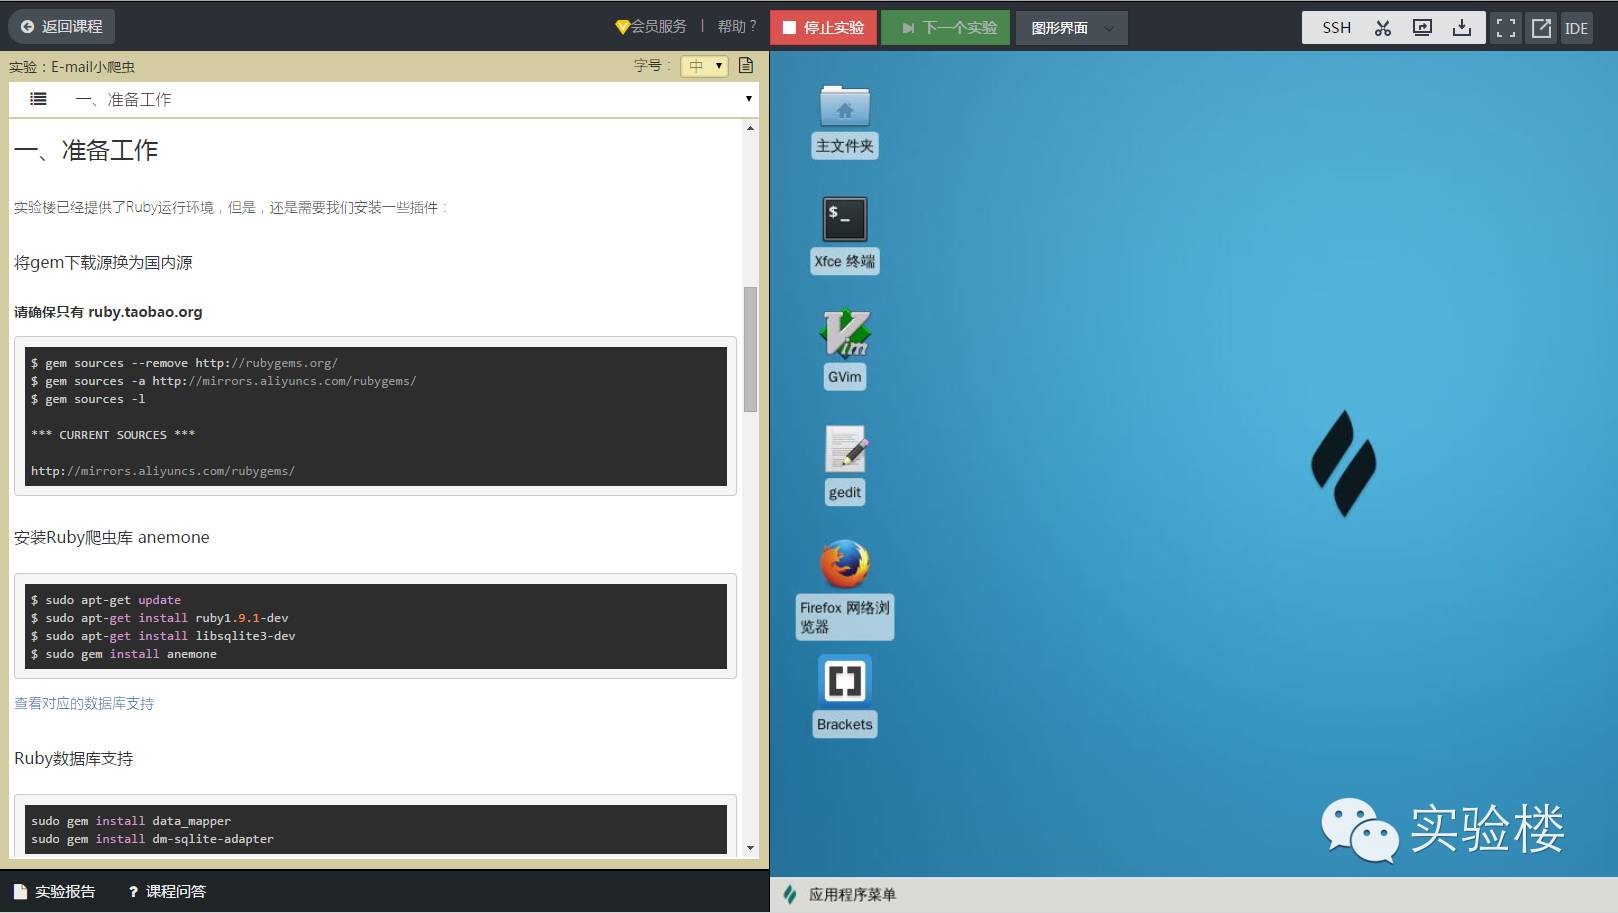 返回课程
会员服务 | 帮助 ?
停止实验
下一个实验
图形界面
SSH
IDE
实验：E-mail小爬虫
字号：
中
一、准备工作
一、准备工作
实验楼已经提供了Ruby运行环境，但是，还是需要我们安装一些插件：
将gem下载源换为国内源
请确保只有 ruby.taobao.org
$ gem sources --remove http://rubygems.org/
$ gem sources -a http://mirrors.aliyuncs.com/rubygems/
$ gem sources -l
*** CURRENT SOURCES ***
http://mirrors.aliyuncs.com/rubygems/
安装Ruby爬虫库 anemone
$ sudo apt-get update
$ sudo apt-get install ruby1.9.1-dev
$ sudo apt-get install libsqlite3-dev
$ sudo gem install anemone
查看对应的数据库支持
Ruby数据库支持
sudo gem install data_mapper
sudo gem install dm-sqlite-adapter
实验报告
? 课程问答
主文件夹
$ _
Xfce 终端
Vim
GVim
gedit
Firefox 网络浏
览器
Brackets
实验楼
应用程序菜单